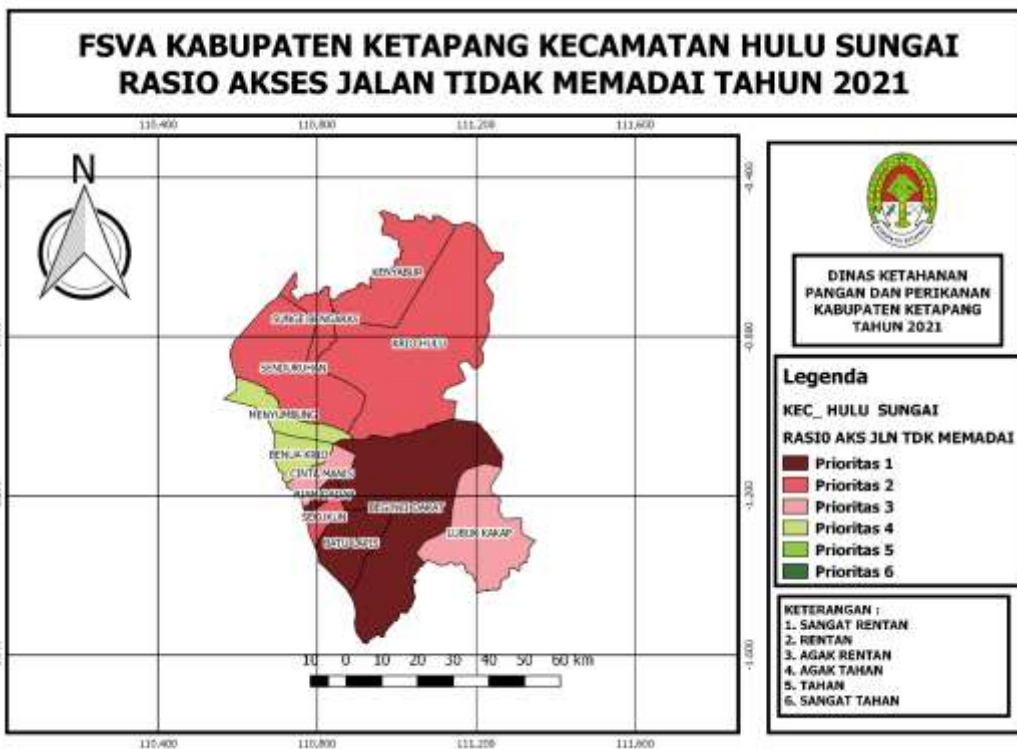 FSVA KABUPATEN KETAPANG KECAMATAN HULU SUNGAI
RASIO AKSES JALAN TIDAK MEMADAI TAHUN 2021
110,400 110,800 111,200 111,600
N
-0,800
-1,200
-1,600
KENYABUR
SUNGE BENGARAS
KRIO HULU
SENDURUHAN
MENYUMBUNG
BENUA KRIO
CINTA MANIS
BEGINCI DARAT
SEKUKUN
LUBUK KAKAP
BATU LAPIS
10 0 10 20 30 40 50 60 km
110,400 110,800 111,200 111,600
DINAS KETAHANAN
PANGAN DAN PERIKANAN
KABUPATEN KETAPANG
TAHUN 2021
Legenda
KEC_ HULU SUNGAI
RASIO AKS JLN TDK MEMADAI
Prioritas 1
Prioritas 2
Prioritas 3
Prioritas 4
Prioritas 5
Prioritas 6
KETERANGAN :
1. SANGAT RENTAN
2. RENTAN
3. AGAK RENTAN
4. AGAK TAHAN
5. TAHAN
6. SANGAT TAHAN